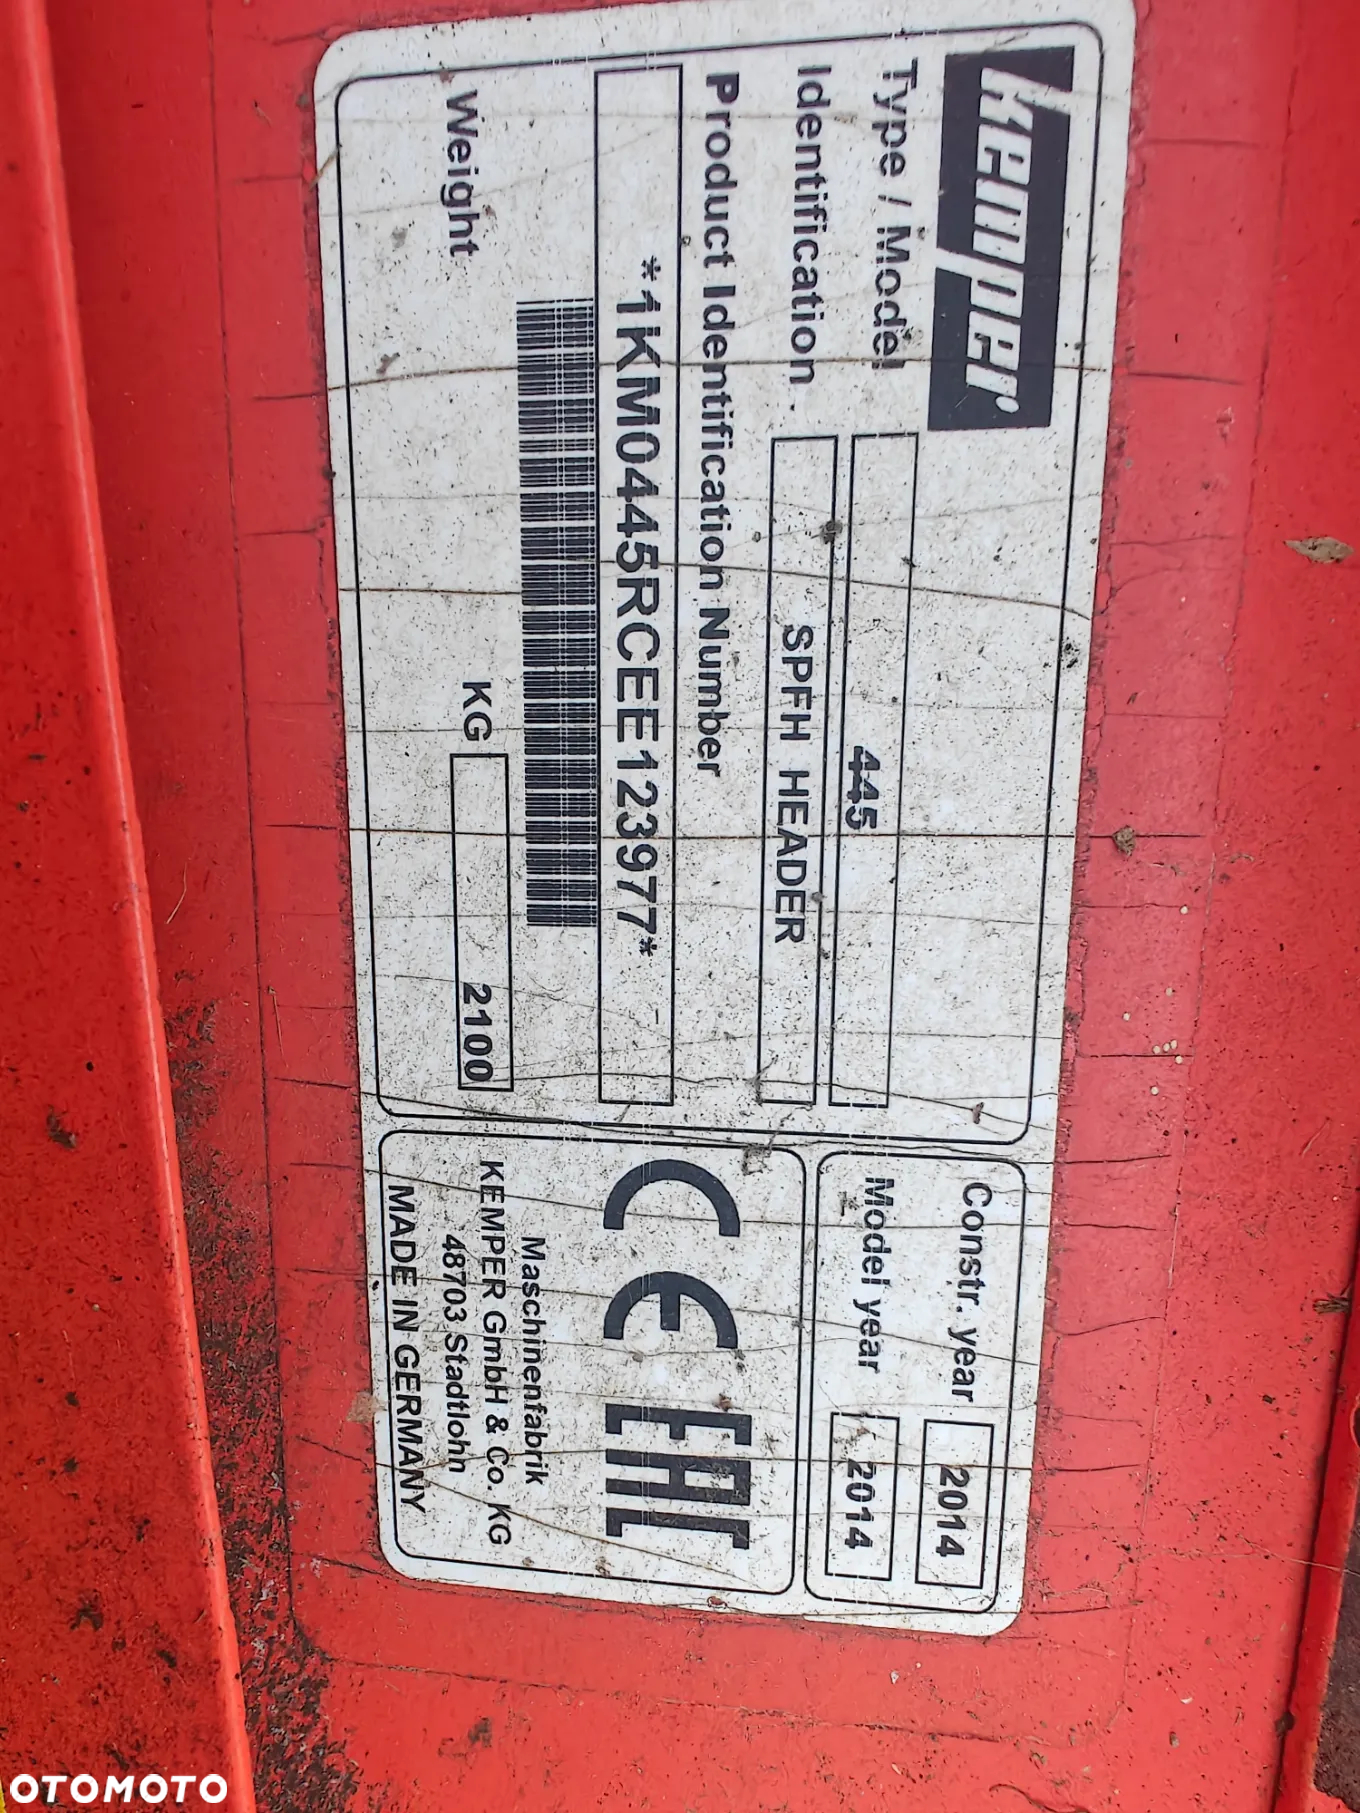 Kemper
Type / Model 445
Identification SPFH HEADER
Product Identification Number
*1KM0445RCEE123977*
Weight KG 2100
Constr. year 2014
Model year 2014
CE EAC
Maschinenfabrik
KEMPER GmbH & Co. KG
48703 Stadtlohn
MADE IN GERMANY
OTOMOTO